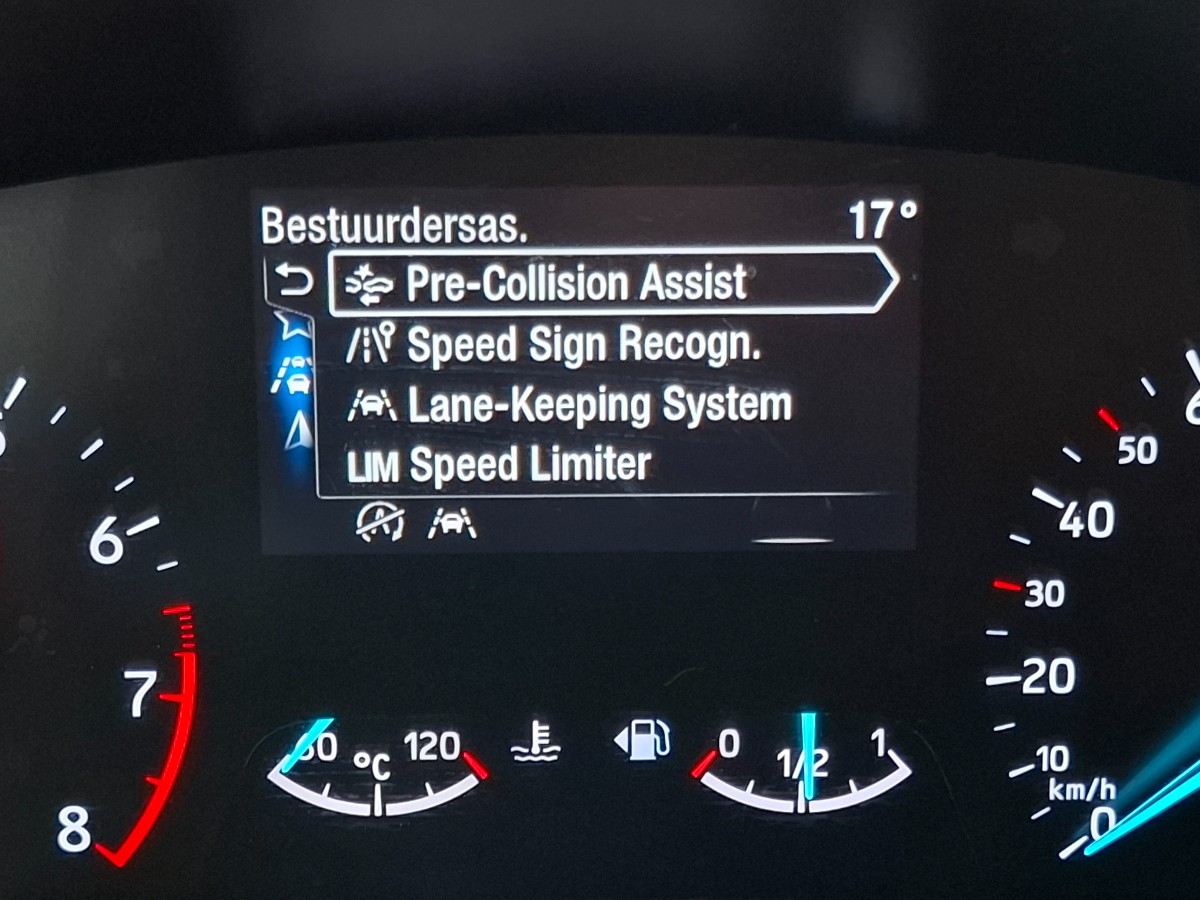 Bestuurdersas. 17°
Pre-Collision Assist
Speed Sign Recogn.
Lane-Keeping System
LIM Speed Limiter
6
7
8
120
°C
0
1/2
1
50
40
30
20
10
km/h
0